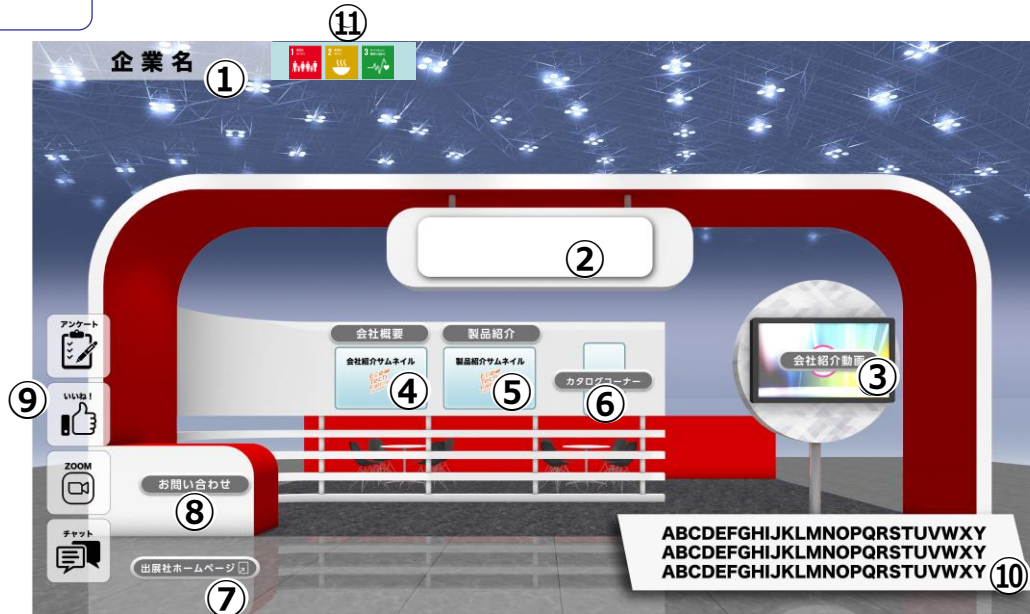 ⑪
企業名
①
1
2
3
②
アンケート
会社概要
製品紹介
会社紹介サムネイル
製品紹介サムネイル
会社紹介動画
③
④
⑤
カタログコーナー
⑥
いいね!
⑨
ZOOM
お問い合わせ
⑧
チャット
出展社ホームページ
⑦
ABCDEFGHIJKLMNOPQRSTUVWXY
ABCDEFGHIJKLMNOPQRSTUVWXY
ABCDEFGHIJKLMNOPQRSTUVWXY
⑩